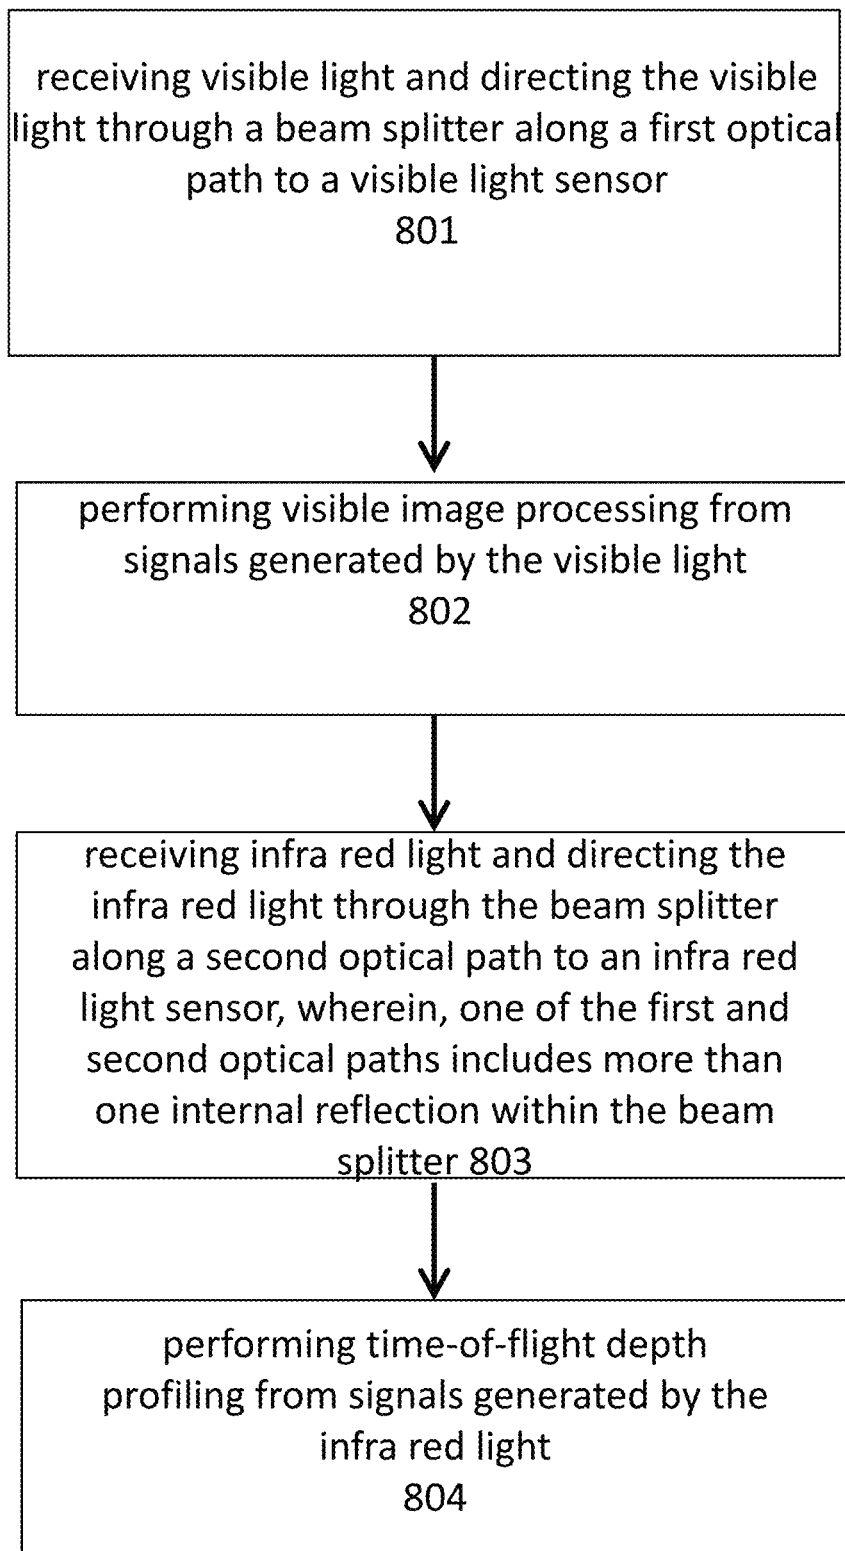 receiving visible light and directing the visible
light through a beam splitter along a first optical
path to a visible light sensor
801
performing visible image processing from
signals generated by the visible light
802
receiving infra red light and directing the
infra red light through the beam splitter
along a second optical path to an infra red
light sensor, wherein, one of the first and
second optical paths includes more than
one internal reflection within the beam
splitter 803
performing time-of-flight depth
profiling from signals generated by the
infra red light
804